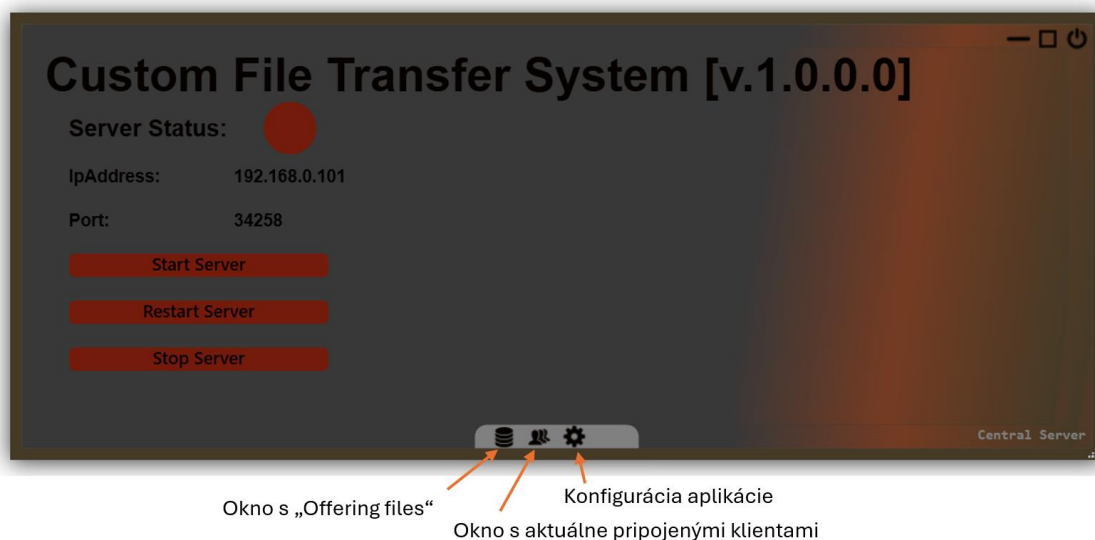 Custom File Transfer System [v.1.0.0.0]
Server Status:
IpAddress: 192.168.0.101
Port: 34258
Start Server
Restart Server
Stop Server
Central Server
Okno s „Offering files“
Konfigurácia aplikácie
Okno s aktuálne pripojenými klientami